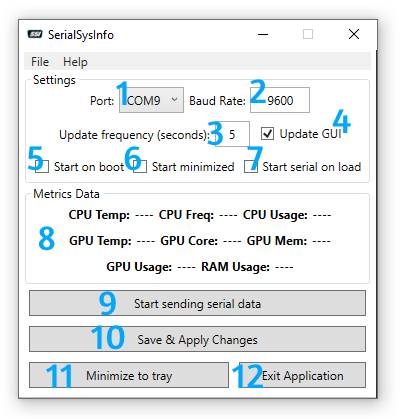 SSI SerialSysInfo
File Help
Settings
Port: 1 COM9 Baud Rate: 2 9600
Update frequency (seconds): 3 5 Update GUI 4
5 Start on boot 6 Start minimized 7 Start serial on load
Metrics Data
CPU Temp: ---- CPU Freq: ---- CPU Usage: ----
8 GPU Temp: ---- GPU Core: ---- GPU Mem: ----
GPU Usage: ---- RAM Usage: ----
9 Start sending serial data
10 Save & Apply Changes
11 Minimize to tray 12 Exit Application